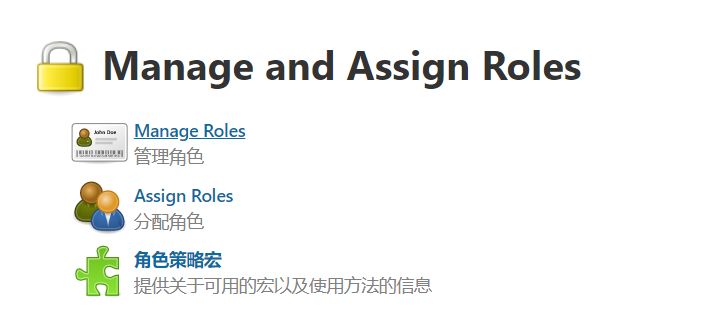 Manage and Assign Roles
John Doe
Manage Roles
管理角色
Assign Roles
分配角色
角色策略宏
提供关于可用的宏以及使用方法的信息